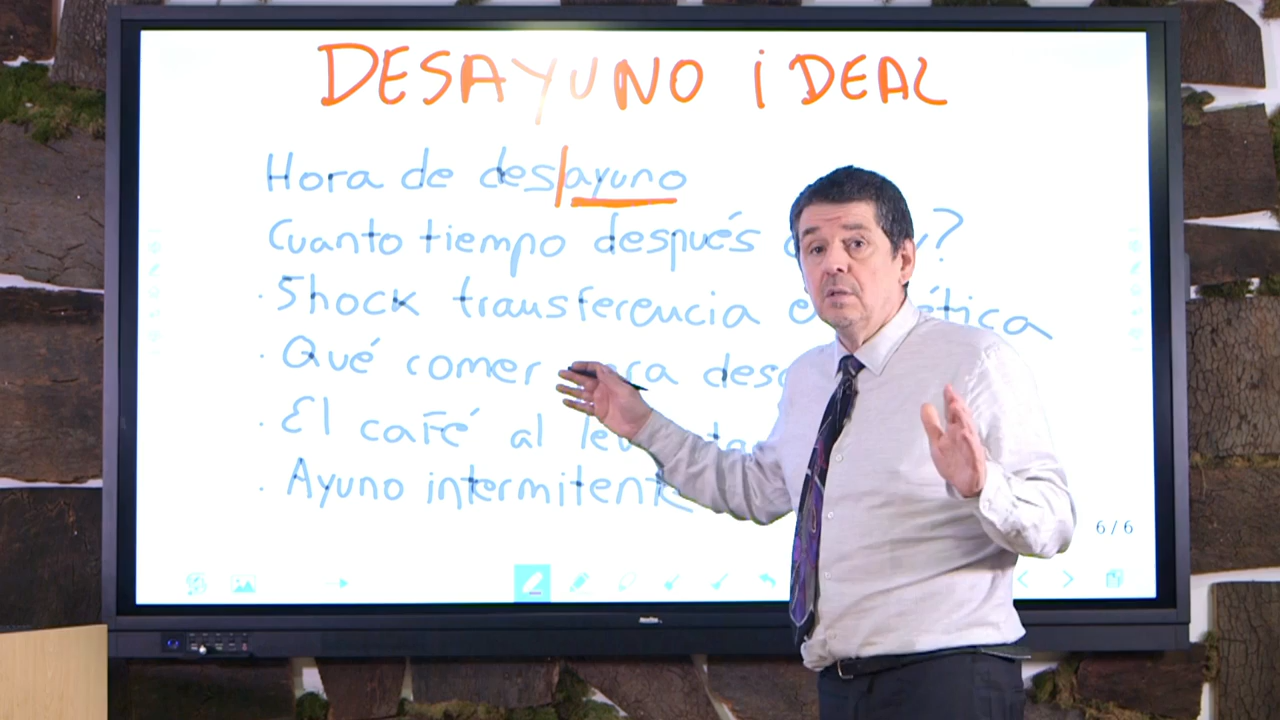 DESAYUNO iDEAL
Hora de des/ayuno
Cuanto tiempo después ?
· Shock transferencia
· Qué comer
· El café al
· Ayuno intermitente
6/6